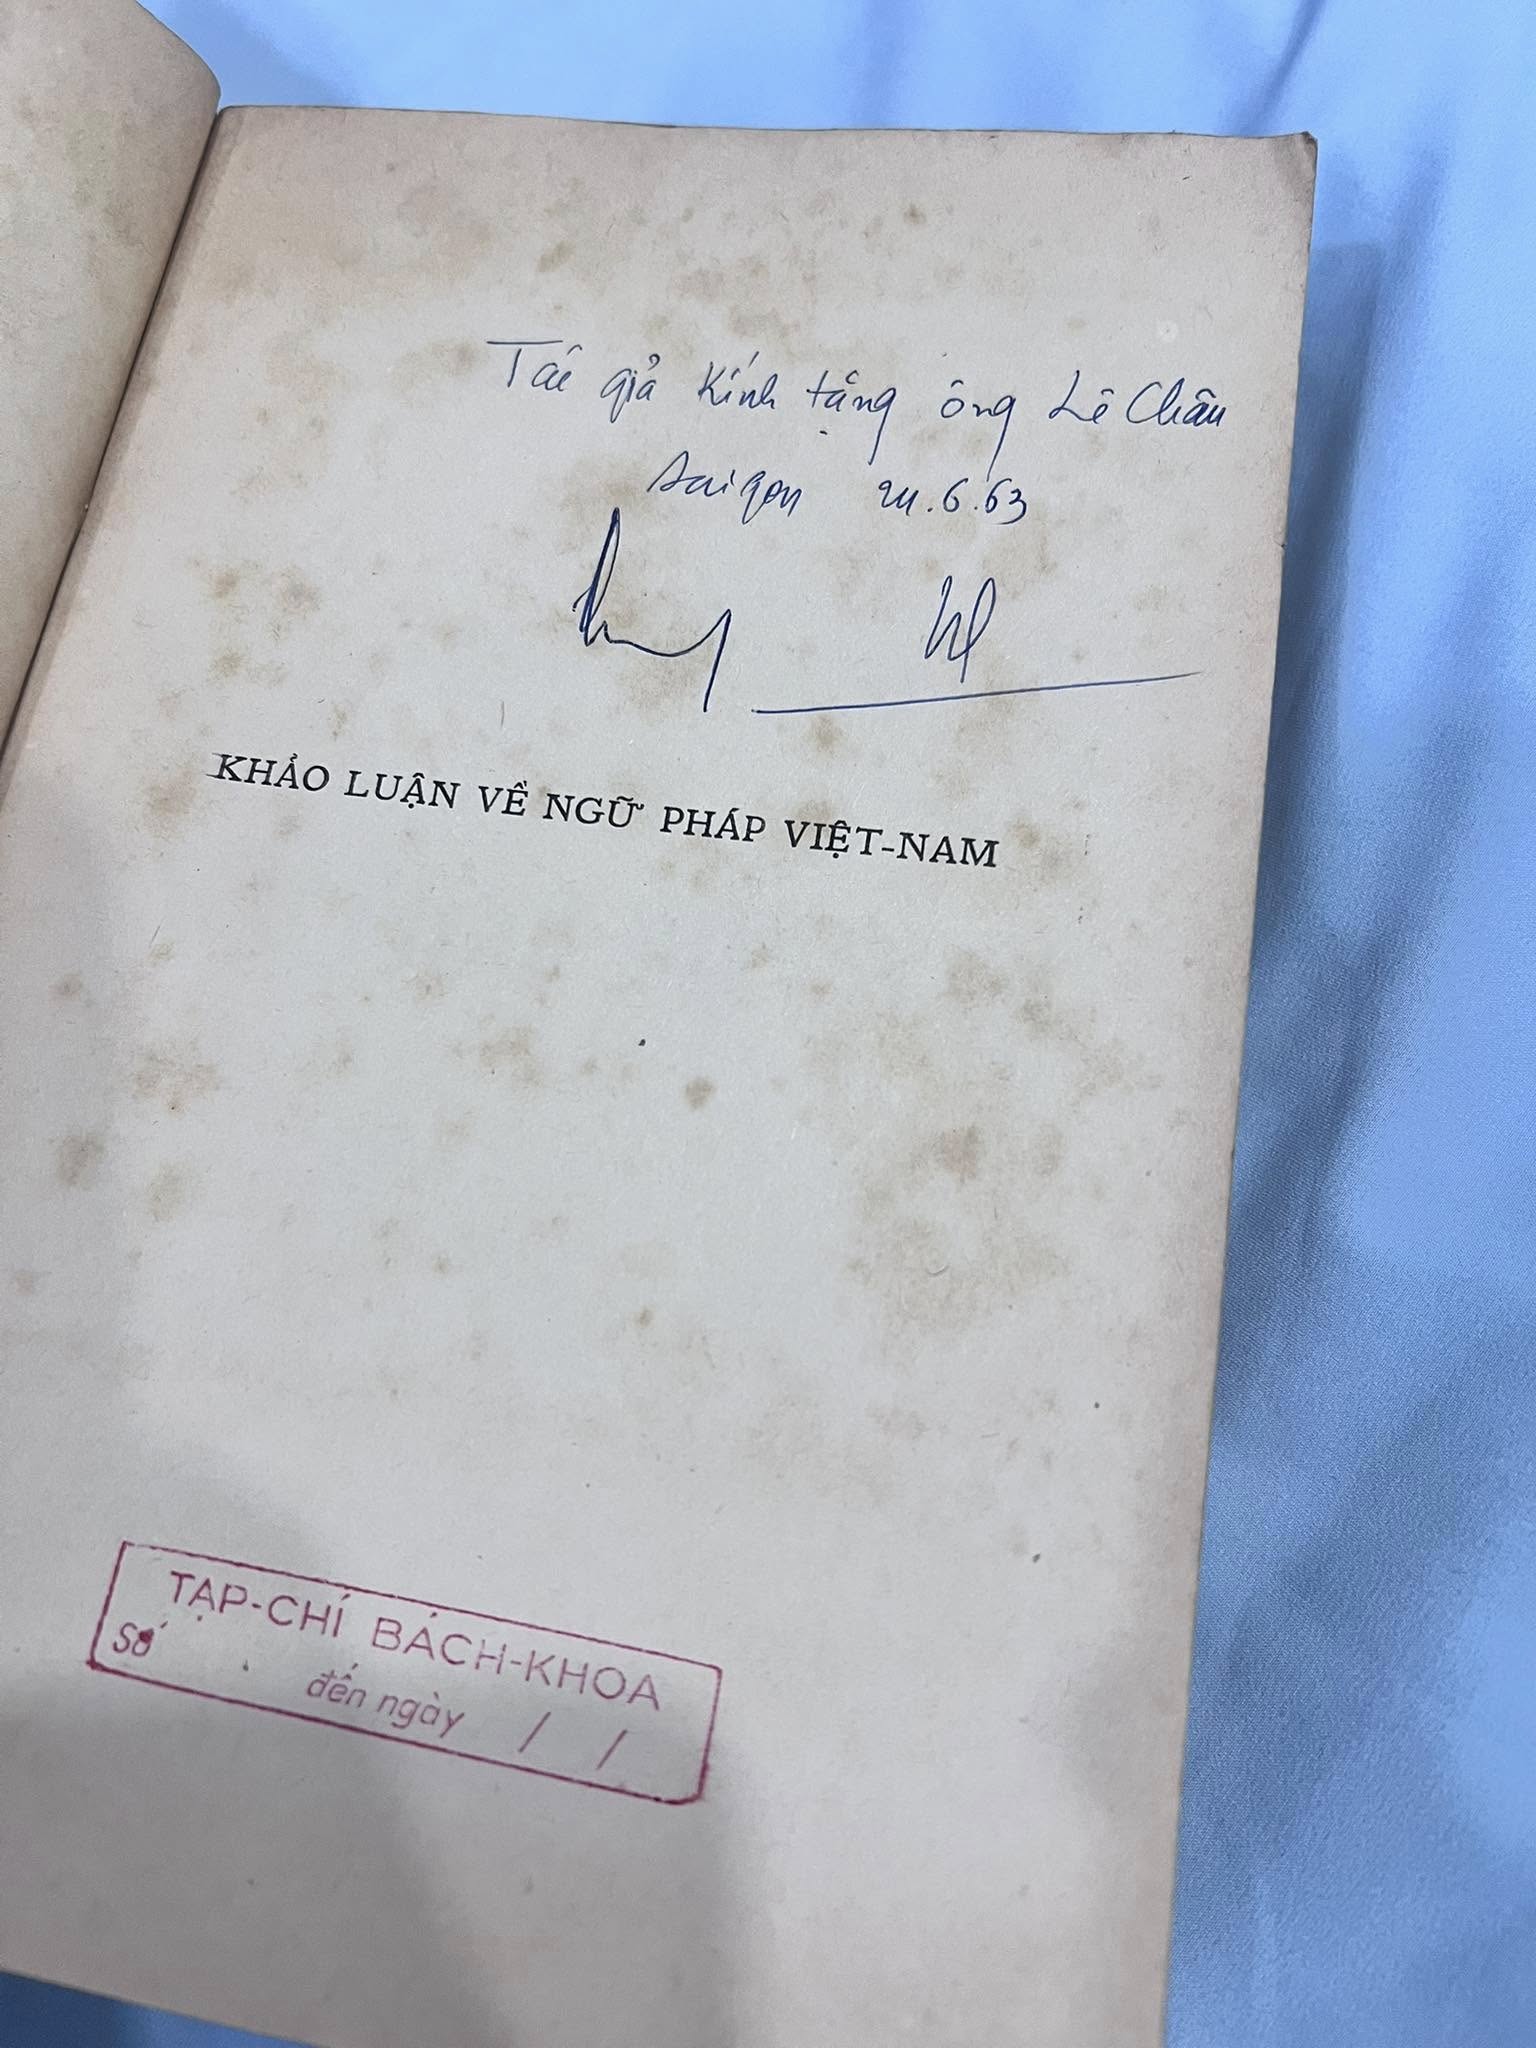 Tác giả kính tặng ông Lê Châu
Saigon 24.6.63
KHẢO LUẬN VỀ NGỮ PHÁP VIỆT-NAM
TẠP-CHÍ BÁCH-KHOA
Số
đến ngày / /